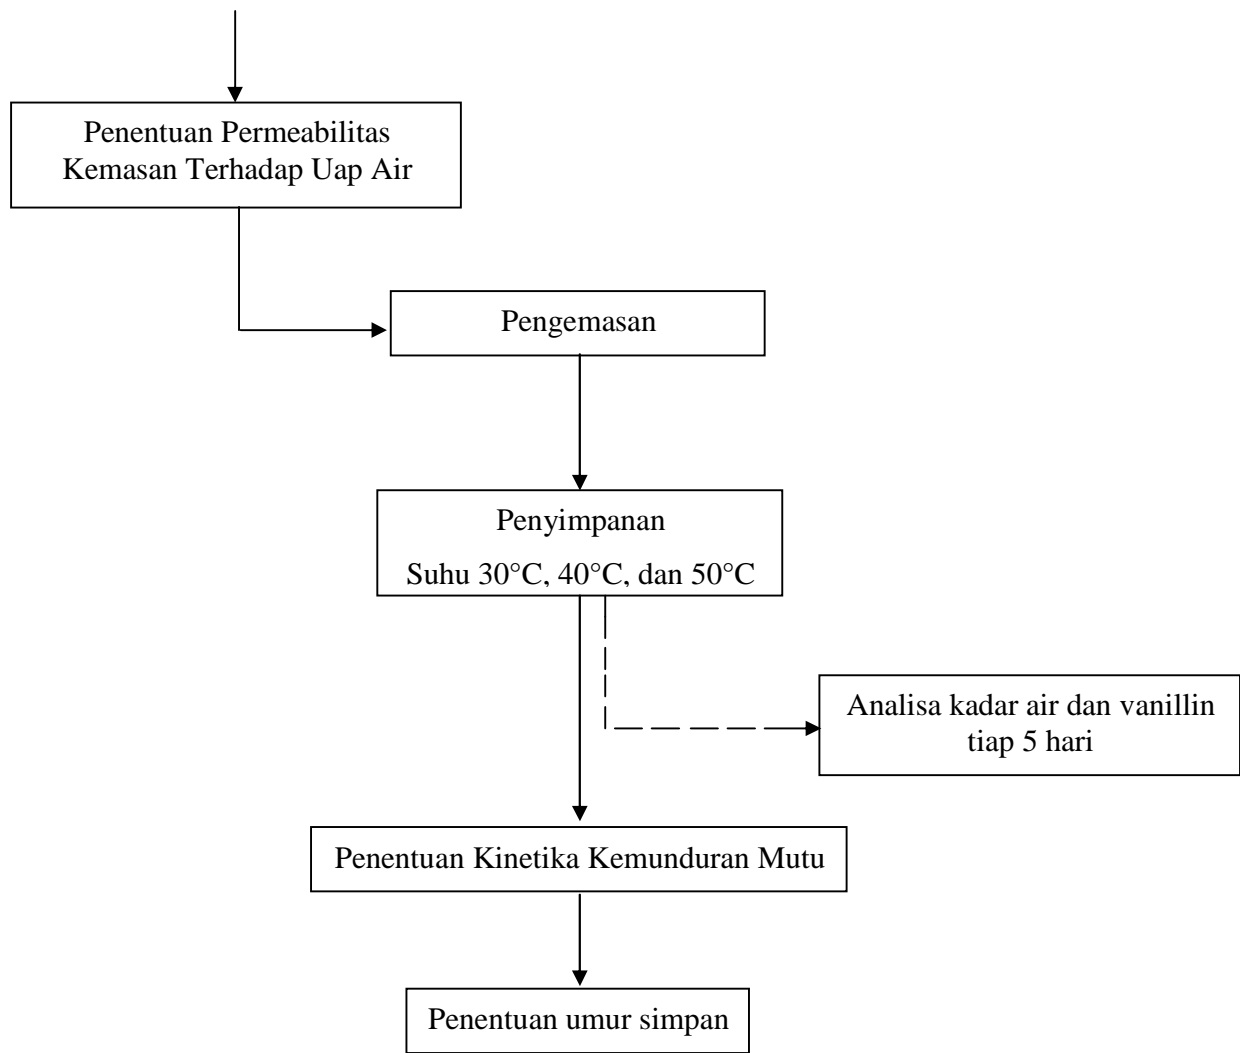 Penentuan Permeabilitas
Kemasan Terhadap Uap Air
Pengemasan
Penyimpanan
Suhu 30°C, 40°C, dan 50°C
Analisa kadar air dan vanillin
tiap 5 hari
Penentuan Kinetika Kemunduran Mutu
Penentuan umur simpan